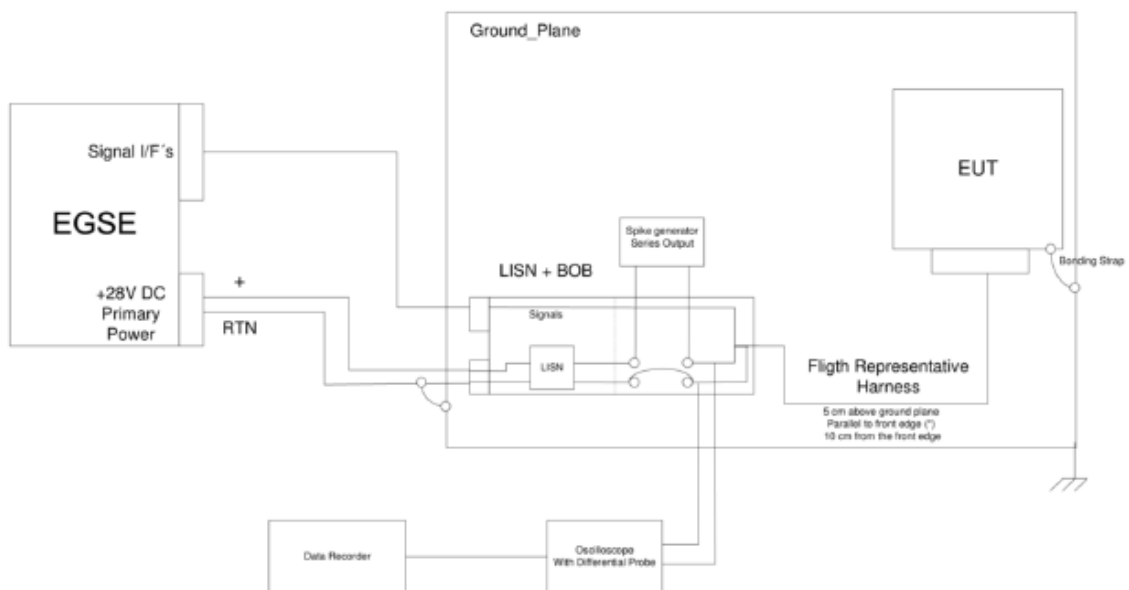 Ground_Plane
Signal I/F´s
EGSE
EUT
Spike generator
Series Output
Bonding Strap
LISN + BOB
+28V DC
Primary
Power
+
RTN
Signals
LISN
Fligth Representative
Harness
5 cm above ground plane
Parallel to front edge (*)
10 cm from the front edge
Data Recorder
Oscilloscope
With Differential Probe